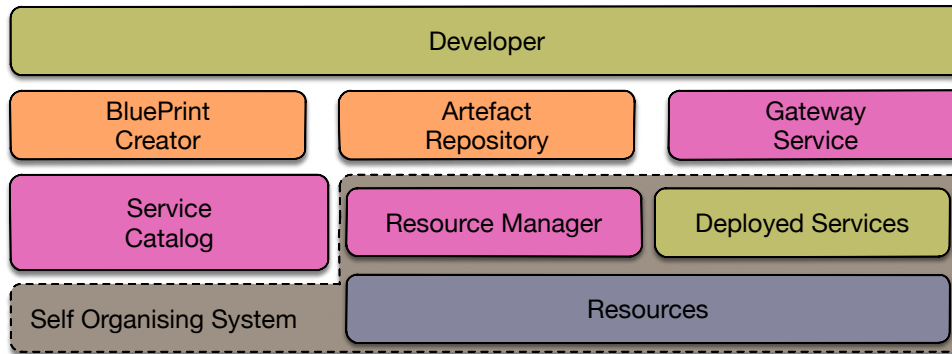 Developer
BluePrint
Creator
Artefact
Repository
Gateway
Service
Service
Catalog
Resource Manager
Deployed Services
Self Organising System
Resources